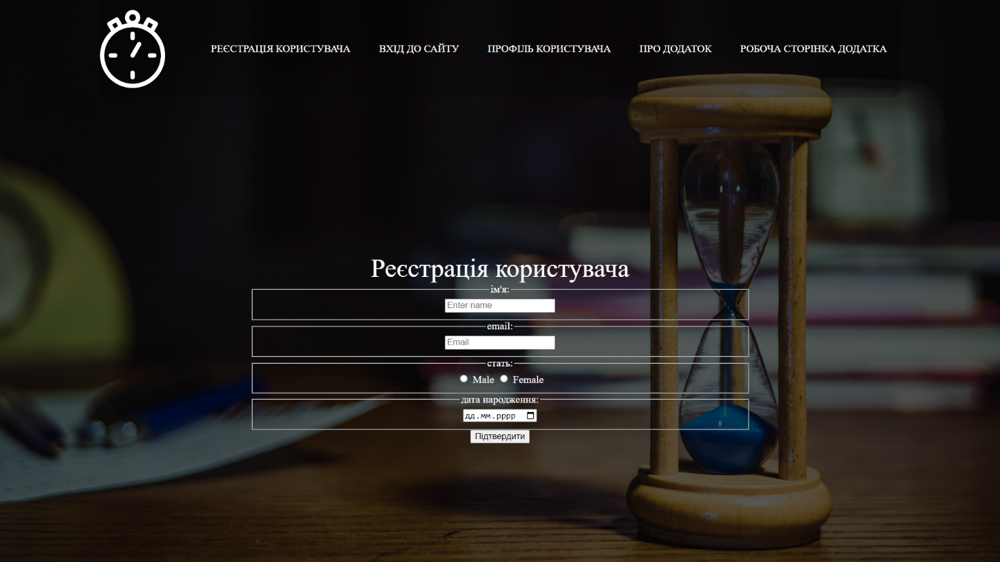 РЕЄСТРАЦІЯ КОРИСТУВАЧА ВХІД ДО САЙТУ ПРОФІЛЬ КОРИСТУВАЧА ПРО ДОДАТОК РОБОЧА СТОРІНКА ДОДАТКА
Реєстрація користувача
ім'я:
Enter name
email:
Email
стать:
Male Female
дата народження:
дд.мм.рррр
Підтвердити